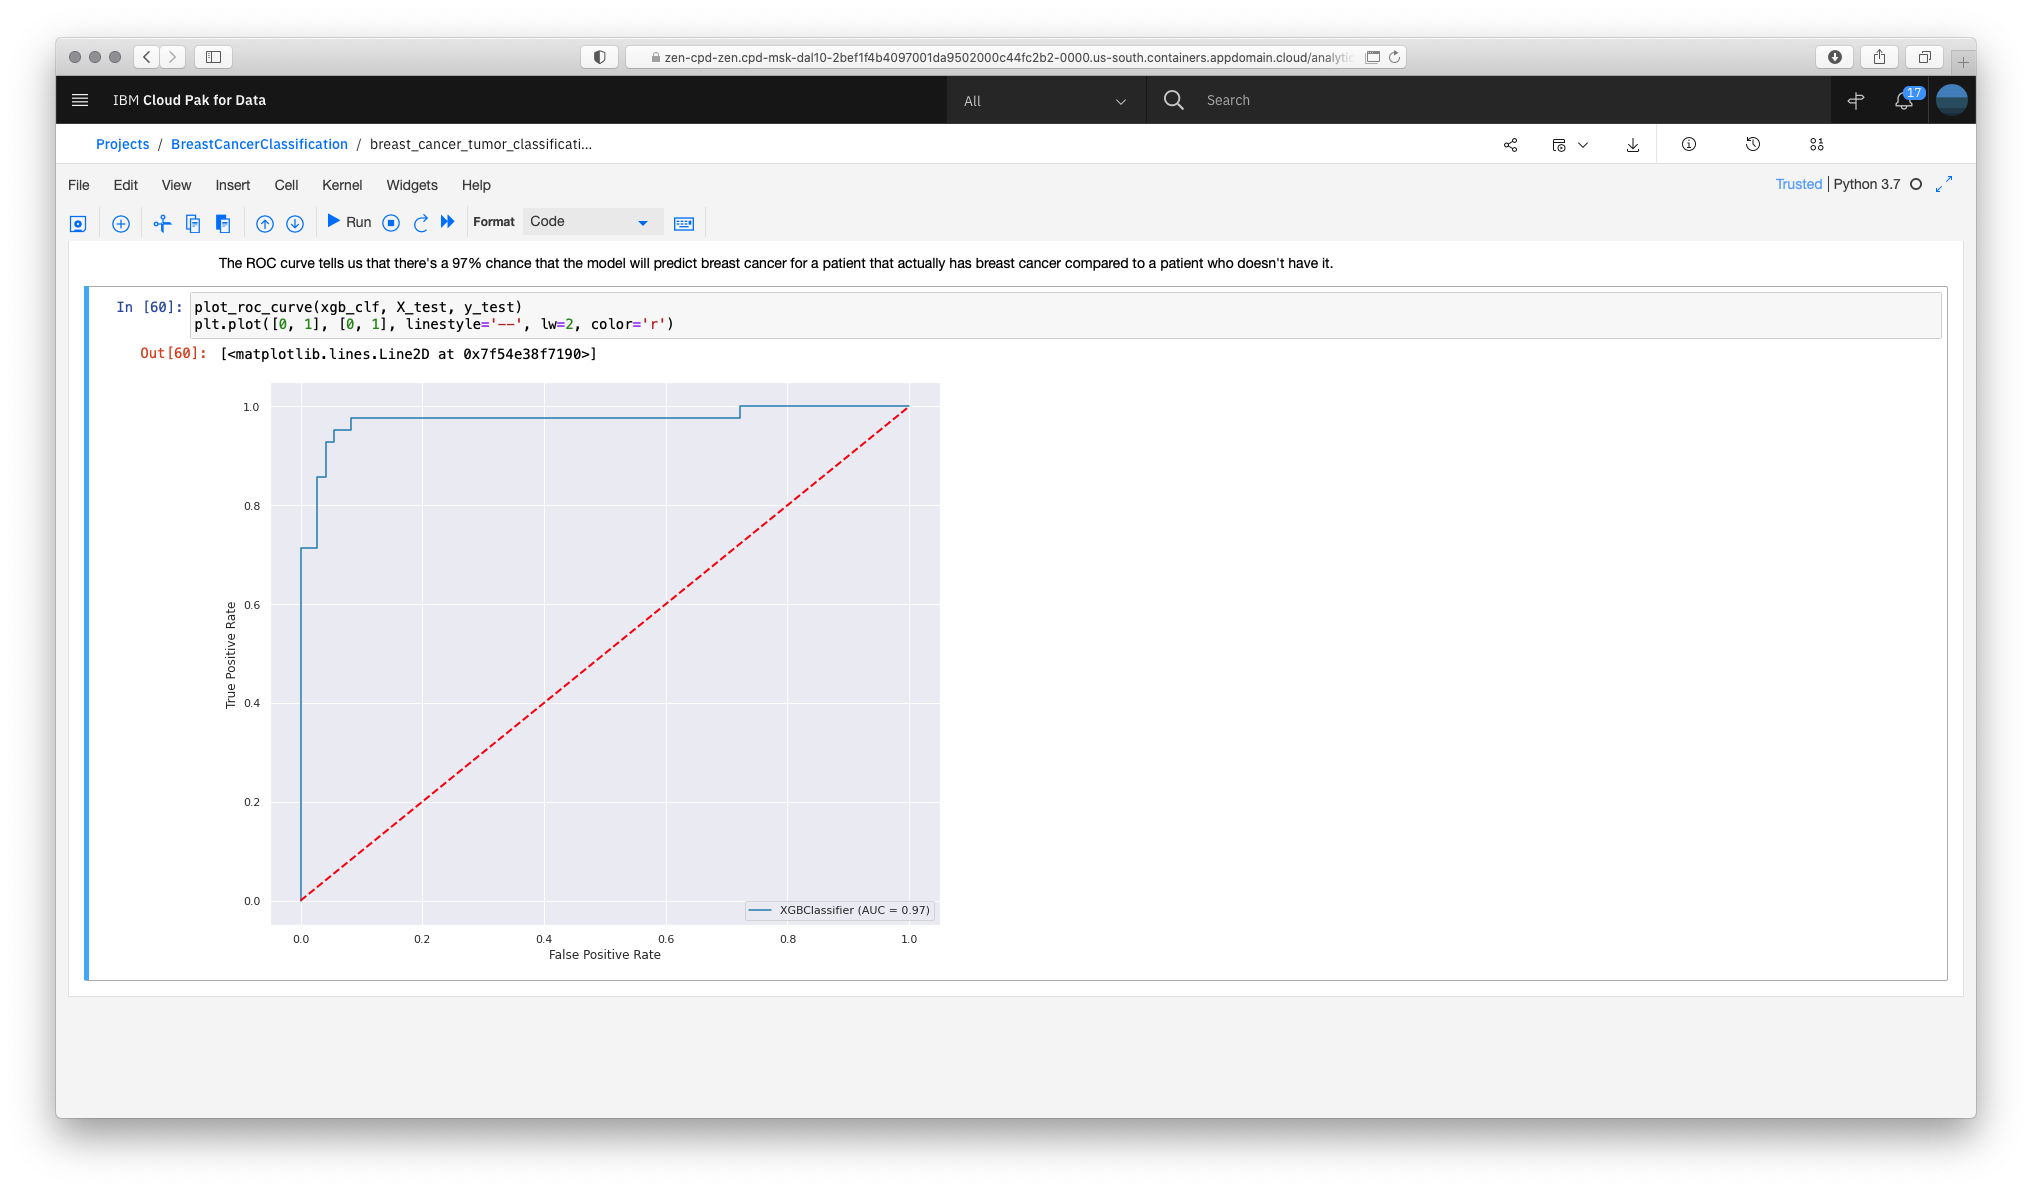 zen-cpd-zen.cpd-msk-dal10-2bef1f4b4097001da9502000c44fc2b2-0000.us-south.containers.appdomain.cloud/analytic
IBM Cloud Pak for Data
All
Search
17
Projects / BreastCancerClassification / breast_cancer_tumor_classificati...
File Edit View Insert Cell Kernel Widgets Help
Trusted | Python 3.7
Run
Format
Code
The ROC curve tells us that there's a 97% chance that the model will predict breast cancer for a patient that actually has breast cancer compared to a patient who doesn't have it.
In [60]: plot_roc_curve(xgb_clf, X_test, y_test)
plt.plot([0, 1], [0, 1], linestyle='--', lw=2, color='r')
Out[60]: [<matplotlib.lines.Line2D at 0x7f54e38f7190>]
1.0
0.8
0.6
0.4
0.2
0.0
True Positive Rate
XGBClassifier (AUC = 0.97)
0.0 0.2 0.4 0.6 0.8 1.0
False Positive Rate